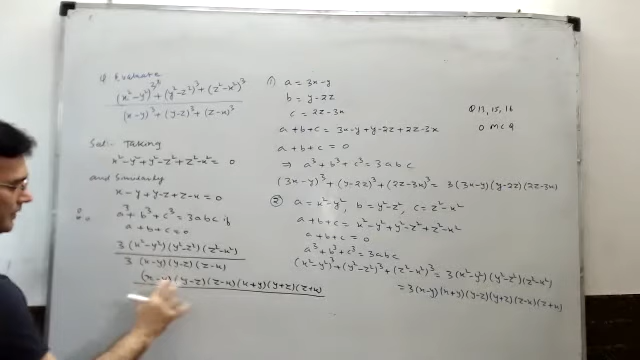 Q Evaluate
(x²-y²)³+(y²-z²)³+(z²-x²)³
(x-y)³+(y-z)³+(z-x)³
Sol:- Taking
x²-y²+y²-z²+z²-x² = 0
and Similarly
x-y+y-z+z-x=0
a³+b³+c³=3abc if
a+b+c=0
3(x²-y²)(y²-z²)(z²-x²)
3(x-y)(y-z)(z-x)
(x-y)(y-z)(z-x)(x+y)(y+z)(z+x)
① a = 3x-y
b = y-2z
c = 2z-3x
a+b+c = 3x-y+y-2z+2z-3x
a+b+c = 0
⇒ a³+b³+c³=3abc
(3x-y)³+(y-2z)³+(2z-3x)³=3(3x-y)(y-2z)(2z-3x)
② a=x²-y², b=y²-z², c=z²-x²
a+b+c = x²-y²+y²-z²+z²-x²
a+b+c = 0
a³+b³+c³=3abc
(x²-y²)³+(y²-z²)³+(z²-x²)³=3(x²-y²)(y²-z²)(z²-x²)
=3(x-y)(x+y)(y-z)(y+z)(z-x)(z+x)
15, 16